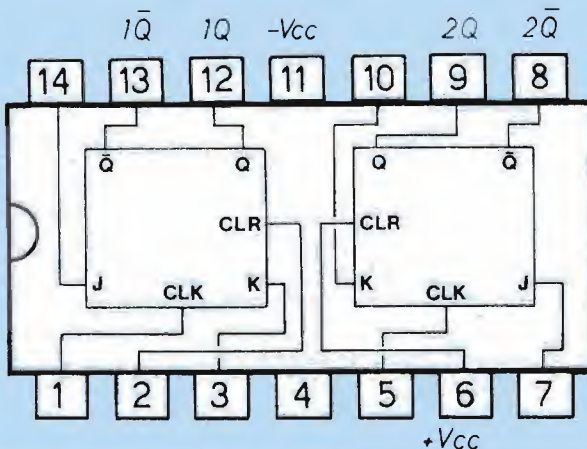 1Q̄ 1Q -Vcc 2Q 2Q̄
14 13 12 11 10 9 8
Q̄ Q Q Q̄
CLR CLR
J CLK K K CLK J
1 2 3 4 5 6 7
+Vcc